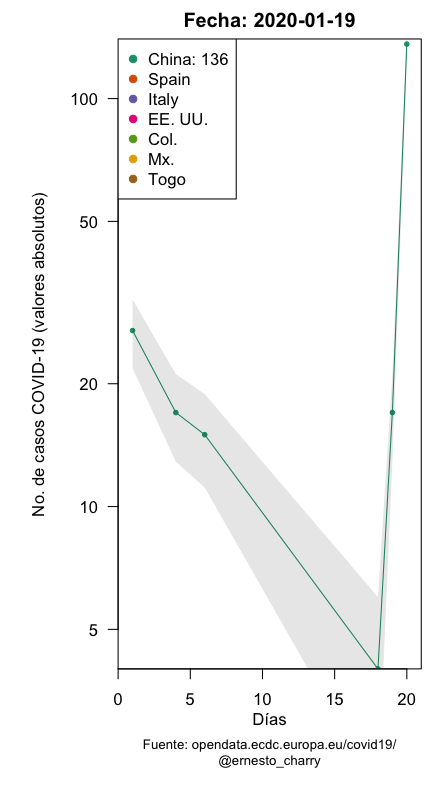 Fecha: 2020-01-19
China: 136
Spain
Italy
EE. UU.
Col.
Mx.
Togo
No. de casos COVID-19 (valores absolutos)
100
50
20
10
5
0 5 10 15 20
Días
Fuente: opendata.ecdc.europa.eu/covid19/
@ernesto_charry